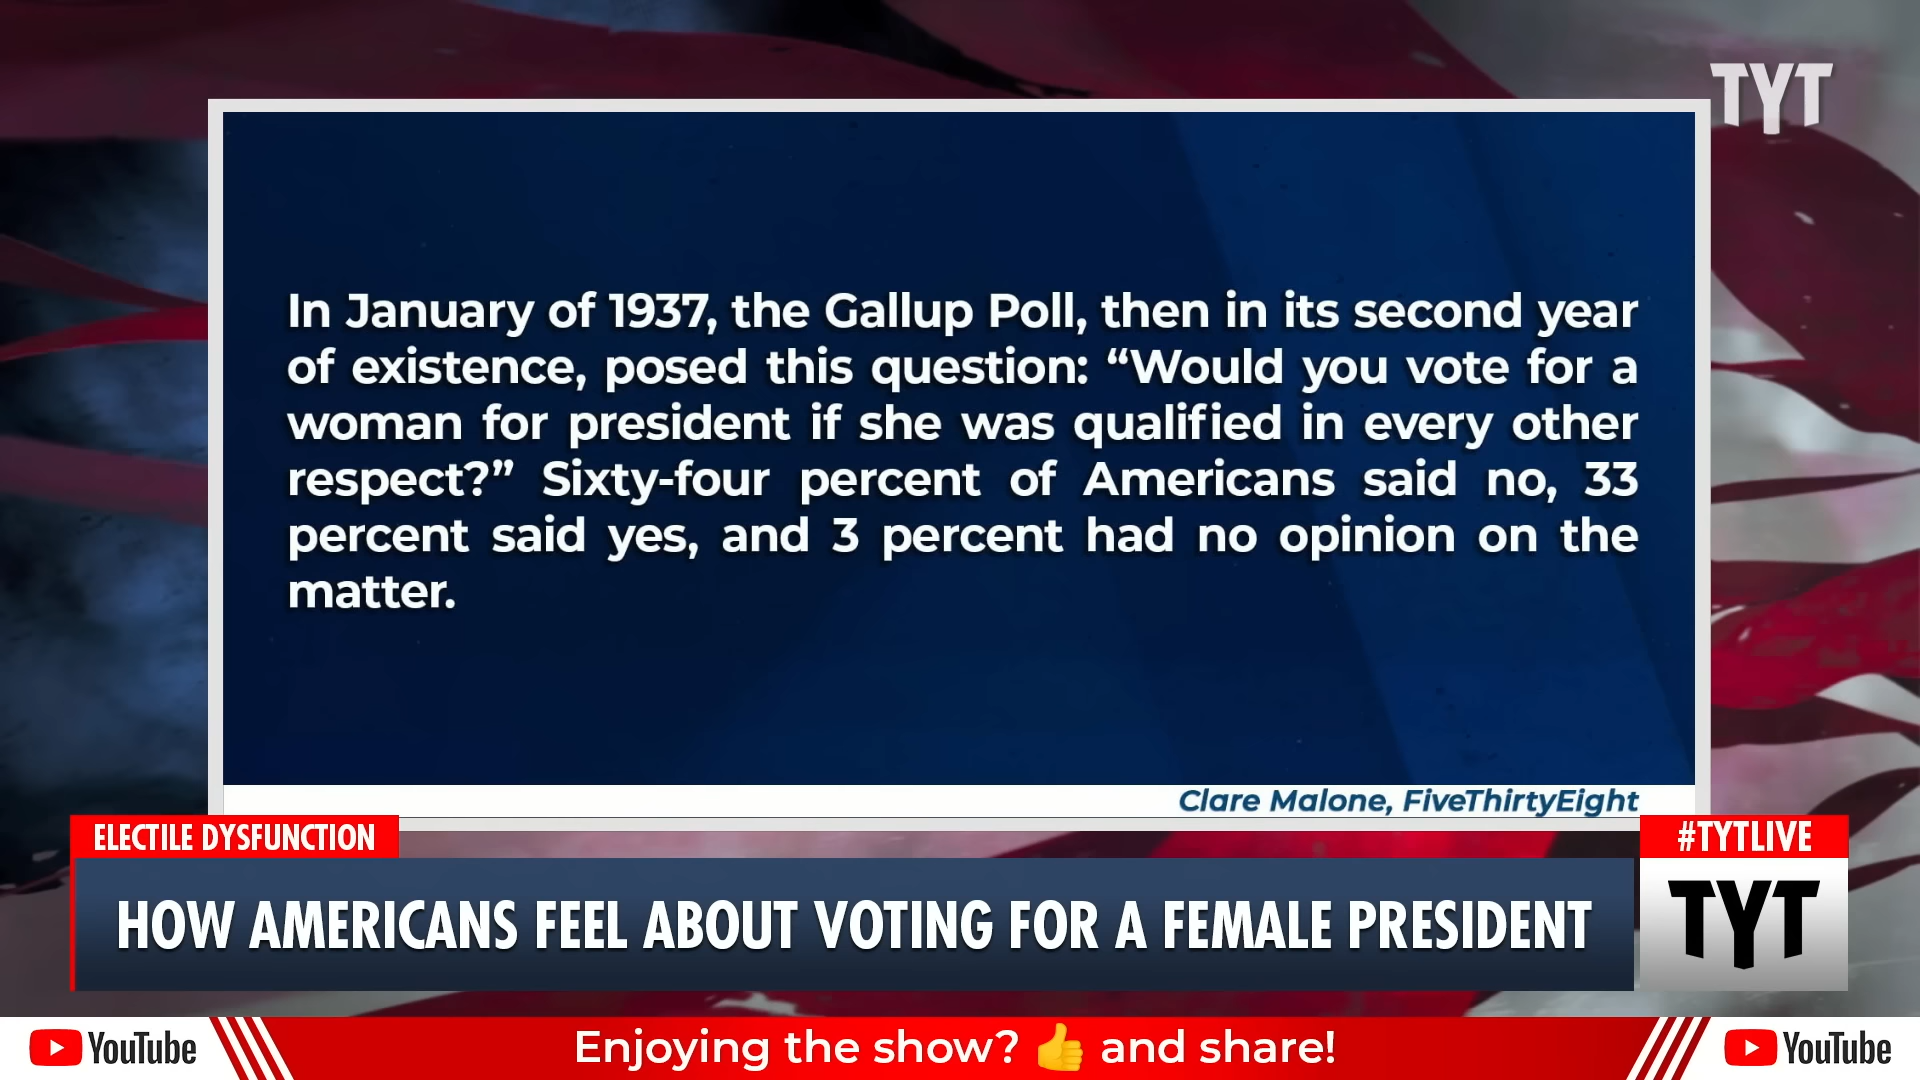 TYT
In January of 1937, the Gallup Poll, then in its second year
of existence, posed this question: “Would you vote for a
woman for president if she was qualified in every other
respect?” Sixty-four percent of Americans said no, 33
percent said yes, and 3 percent had no opinion on the
matter.
Clare Malone, FiveThirtyEight
ELECTILE DYSFUNCTION
#TYTLIVE
HOW AMERICANS FEEL ABOUT VOTING FOR A FEMALE PRESIDENT
TYT
YouTube
Enjoying the show? 👍 and share!
YouTube